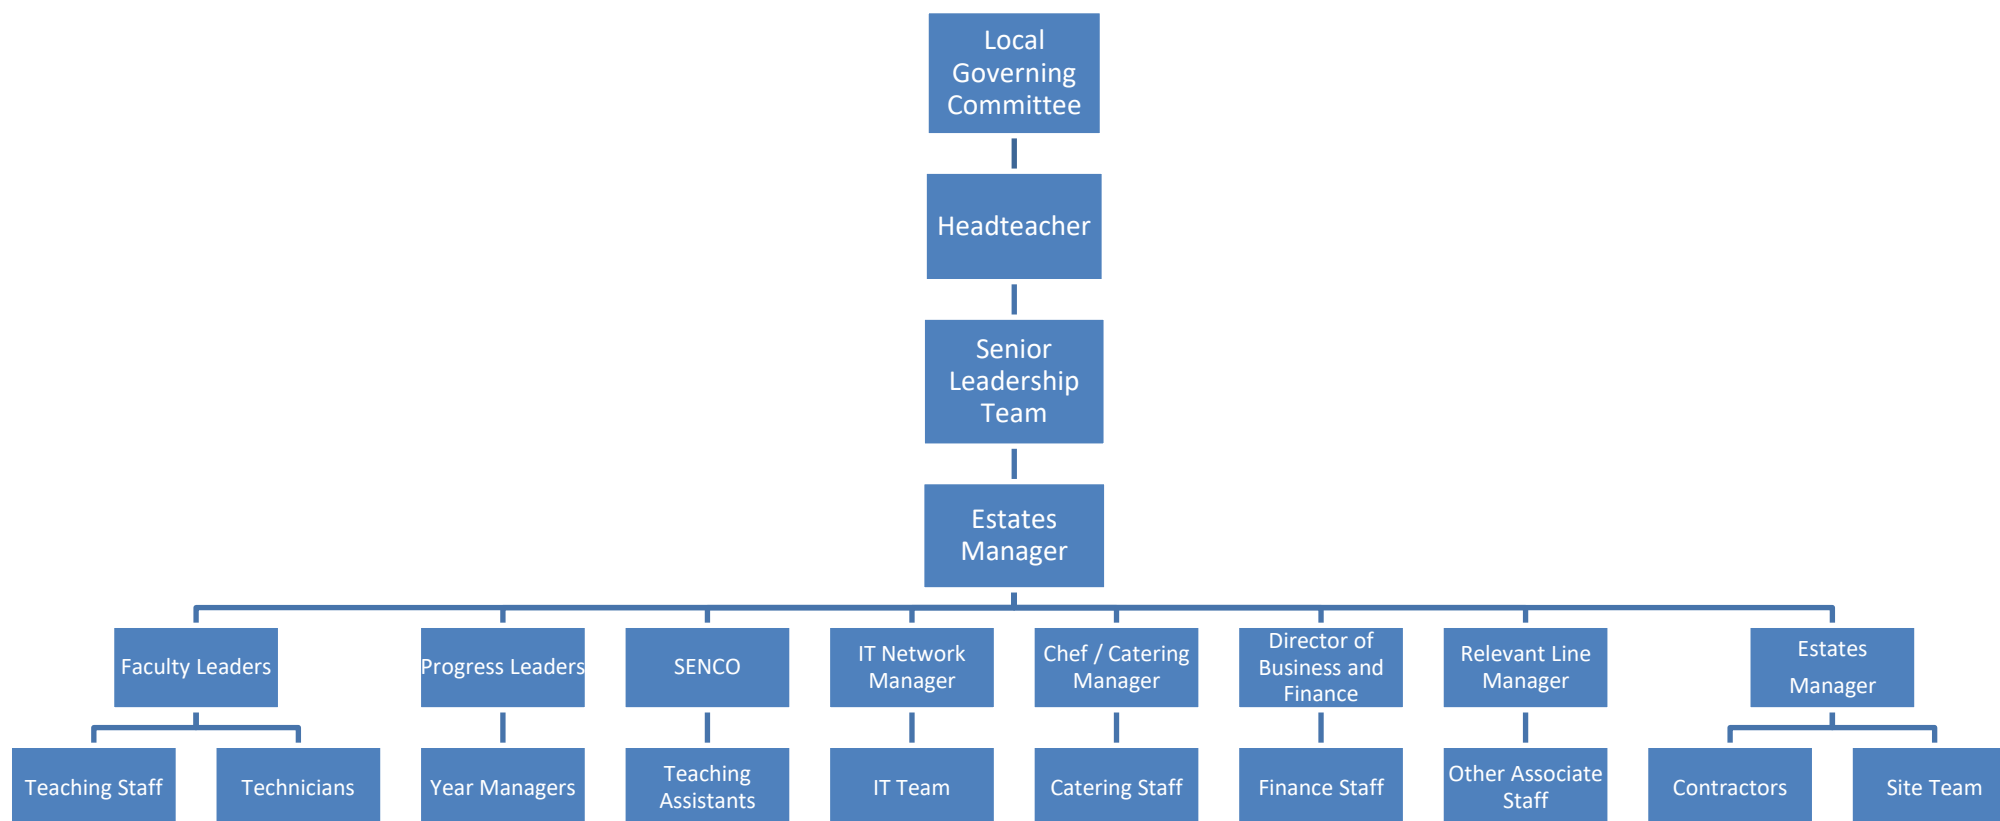 Local
Governing
Committee
Headteacher
Senior
Leadership
Team
Estates
Manager
Faculty Leaders
Progress Leaders
SENCO
IT Network
Manager
Chef / Catering
Manager
Director of
Business and
Finance
Relevant Line
Manager
Estates
Manager
Teaching Staff
Technicians
Year Managers
Teaching
Assistants
IT Team
Catering Staff
Finance Staff
Other Associate
Staff
Contractors
Site Team